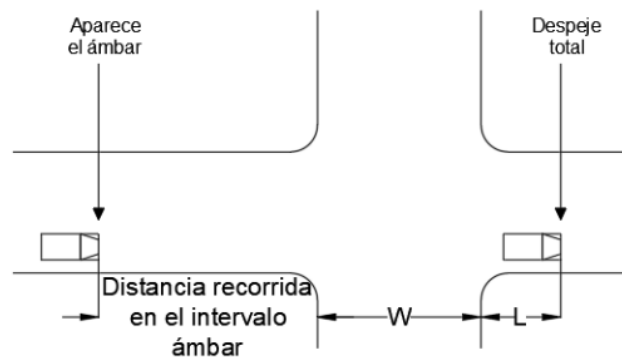 Aparece
el ámbar
Despeje
total
Distancia recorrida
en el intervalo
ámbar
W
L